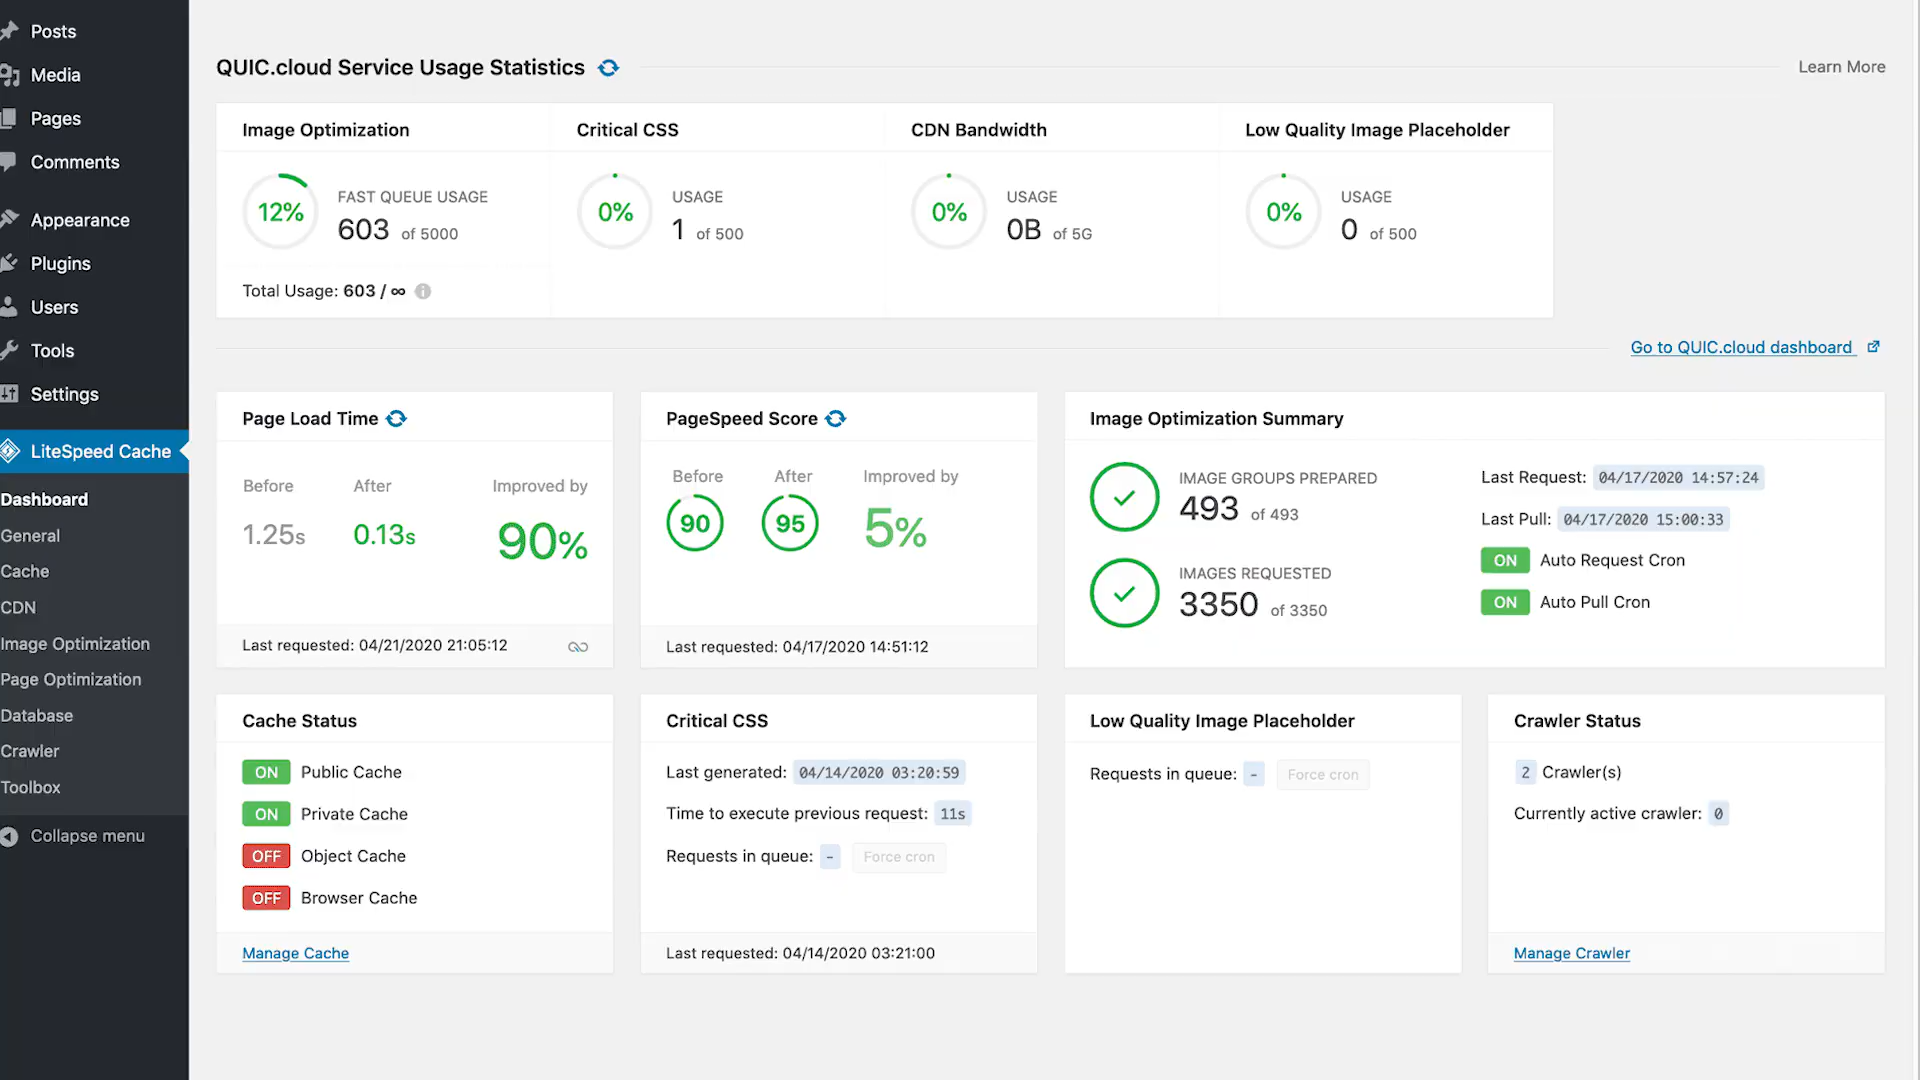 Posts
Media
Pages
Comments
Appearance
Plugins
Users
Tools
Settings
LiteSpeed Cache
Dashboard
General
Cache
CDN
Image Optimization
Page Optimization
Database
Crawler
Toolbox
Collapse menu
QUIC.cloud Service Usage Statistics
Learn More
Image Optimization
12%
FAST QUEUE USAGE
603 of 5000
Total Usage: 603 / ∞
Critical CSS
0%
USAGE
1 of 500
CDN Bandwidth
0%
USAGE
0B of 5G
Low Quality Image Placeholder
0%
USAGE
0 of 500
Go to QUIC.cloud dashboard
Page Load Time
Before After Improved by
1.25s 0.13s 90%
Last requested: 04/21/2020 21:05:12
PageSpeed Score
Before After Improved by
90 95 5%
Last requested: 04/17/2020 14:51:12
Image Optimization Summary
IMAGE GROUPS PREPARED
493 of 493
IMAGES REQUESTED
3350 of 3350
Last Request: 04/17/2020 14:57:24
Last Pull: 04/17/2020 15:00:33
ON Auto Request Cron
ON Auto Pull Cron
Cache Status
ON Public Cache
ON Private Cache
OFF Object Cache
OFF Browser Cache
Manage Cache
Critical CSS
Last generated: 04/14/2020 03:20:59
Time to execute previous request: 11s
Requests in queue: - Force cron
Last requested: 04/14/2020 03:21:00
Low Quality Image Placeholder
Requests in queue: - Force cron
Crawler Status
2 Crawler(s)
Currently active crawler: 0
Manage Crawler